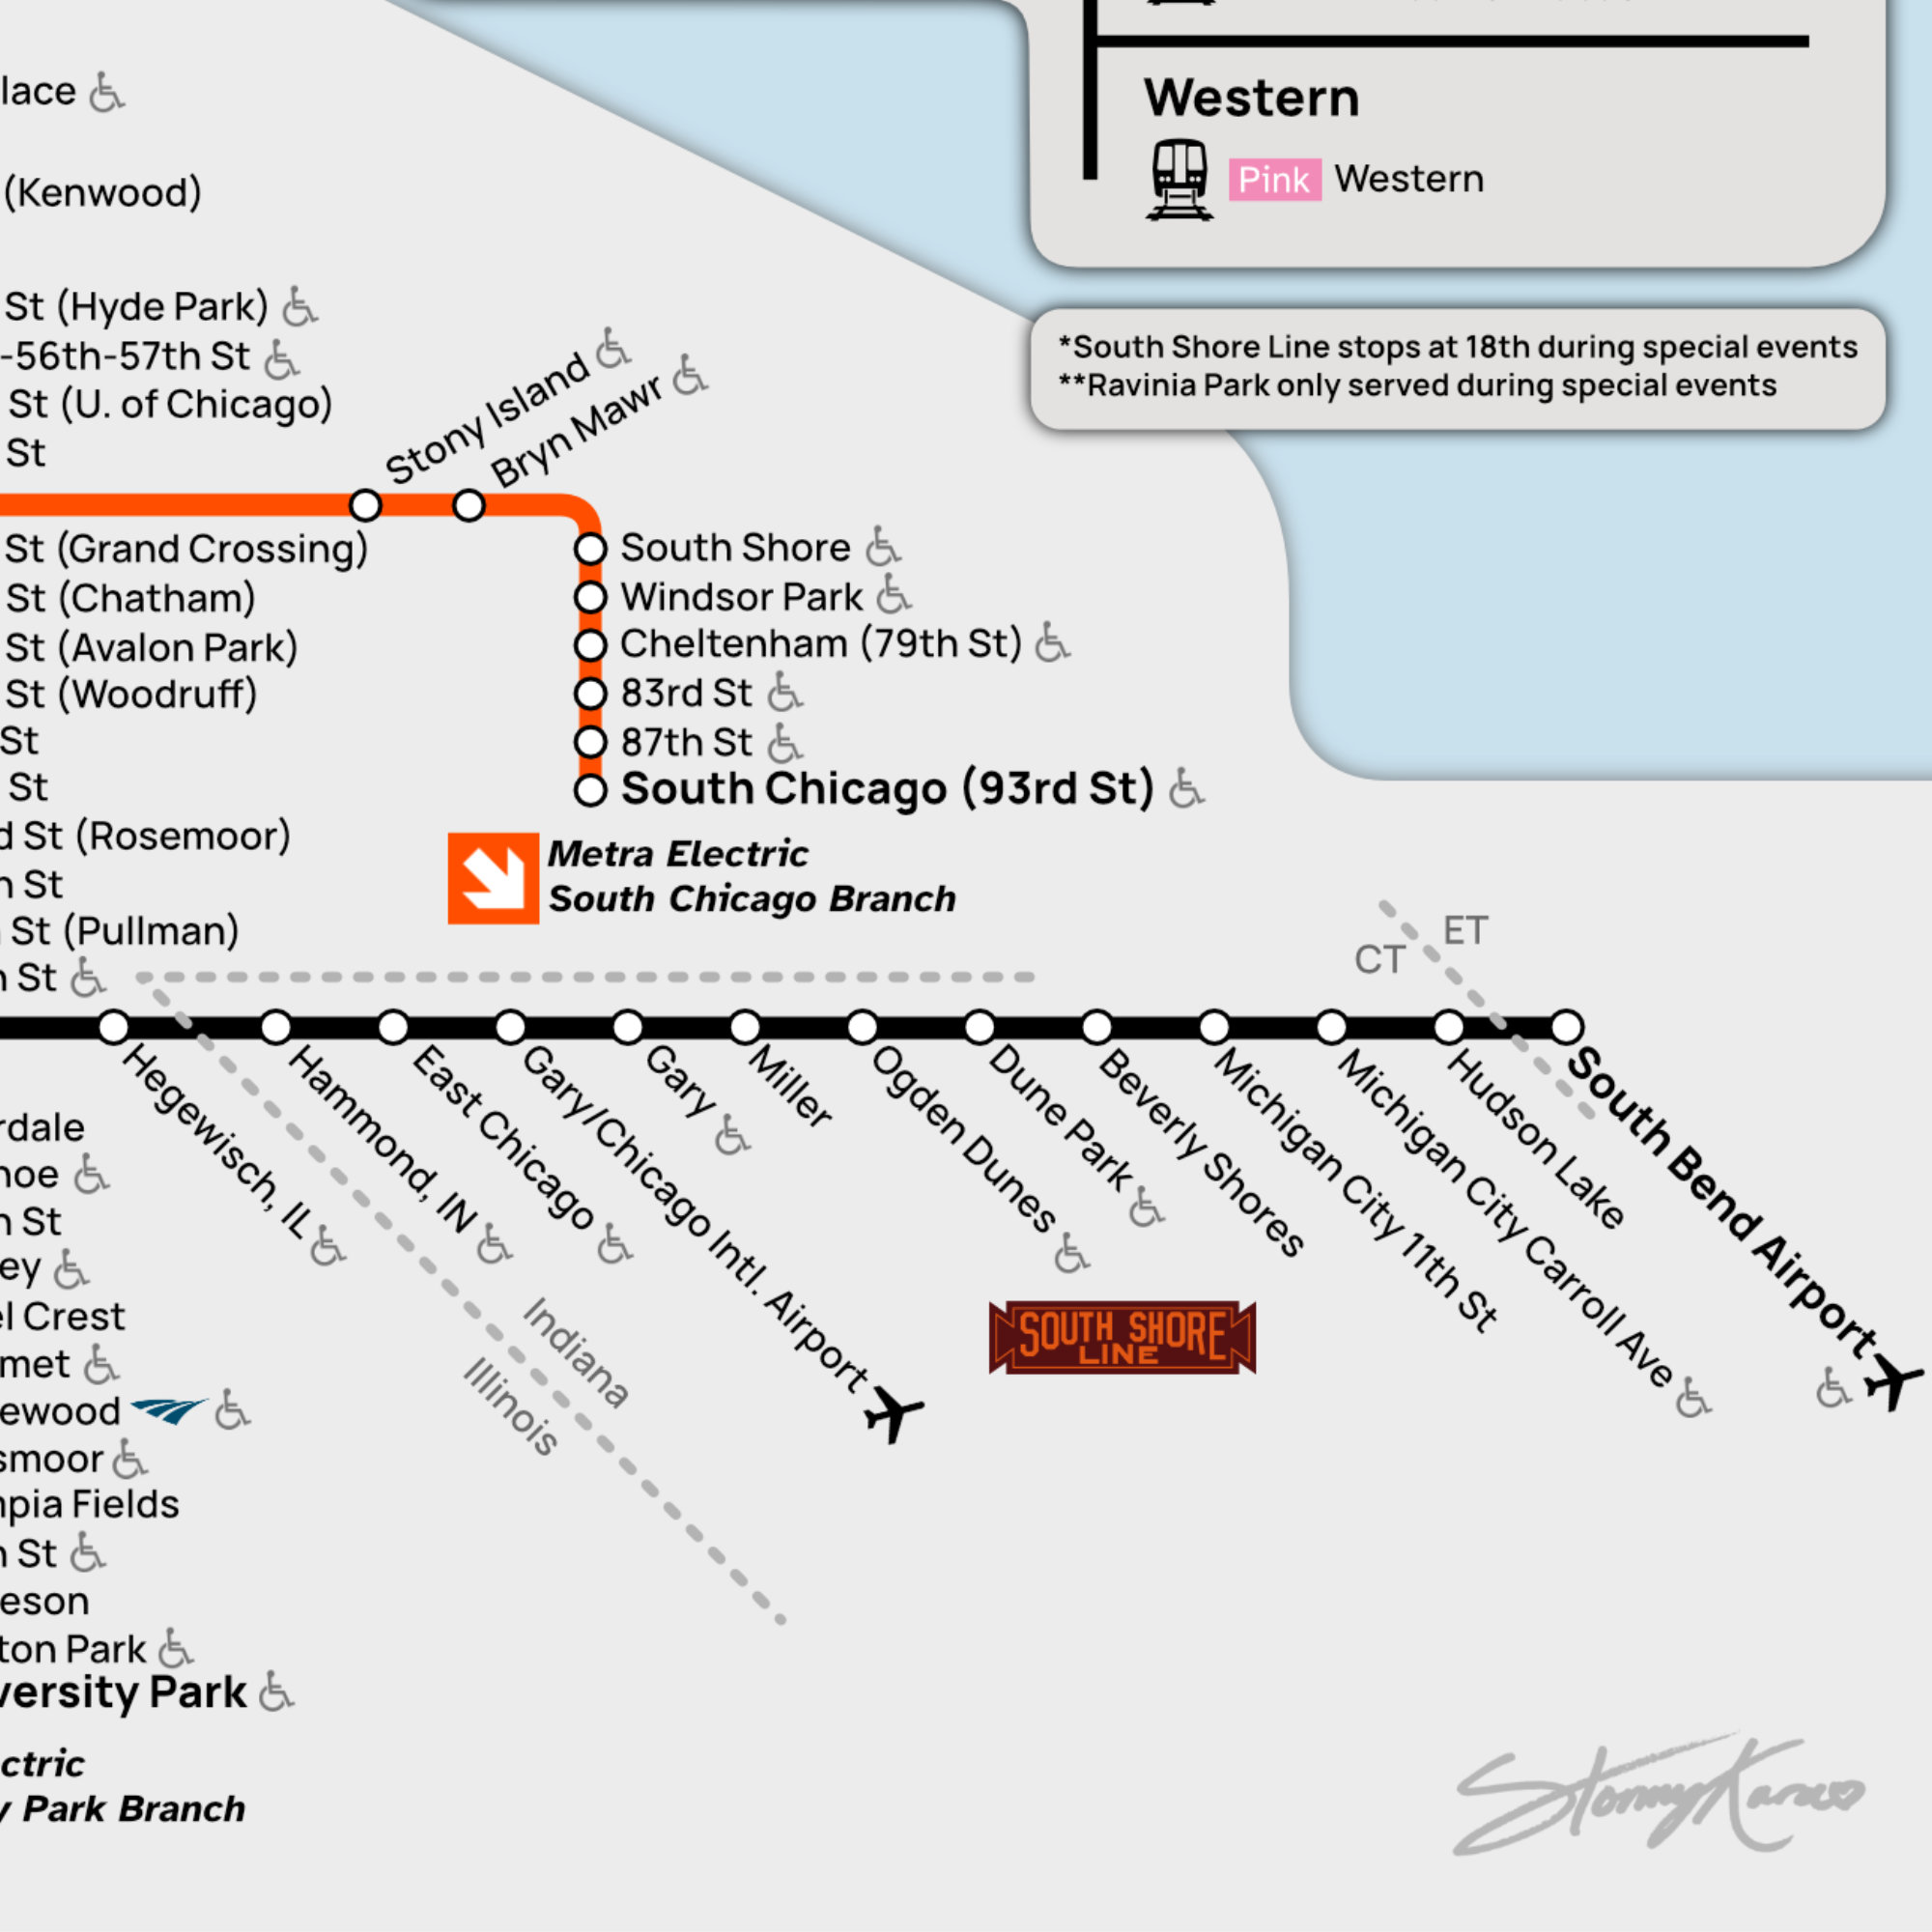 lace
(Kenwood)
St (Hyde Park)
-56th-57th St
St (U. of Chicago)
St
St (Grand Crossing)
St (Chatham)
St (Avalon Park)
St (Woodruff)
St
St
d St (Rosemoor)
St
St (Pullman)
St
Stony Island
Bryn Mawr
South Shore
Windsor Park
Cheltenham (79th St)
83rd St
87th St
South Chicago (93rd St)
Metra Electric
South Chicago Branch
Western
Pink Western
*South Shore Line stops at 18th during special events
**Ravinia Park only served during special events
CT
ET
Hegewisch, IL
Hammond, IN
East Chicago
Gary/Chicago Intl. Airport
Gary
Miller
Ogden Dunes
Dune Park
Beverly Shores
Michigan City 11th St
Michigan City Carroll Ave
Hudson Lake
South Bend Airport
Indiana
Illinois
SOUTH SHORE
LINE
rdale
noe
St
ey
el Crest
met
ewood
smoor
pia Fields
St
eson
ton Park
versity Park
ctric
y Park Branch